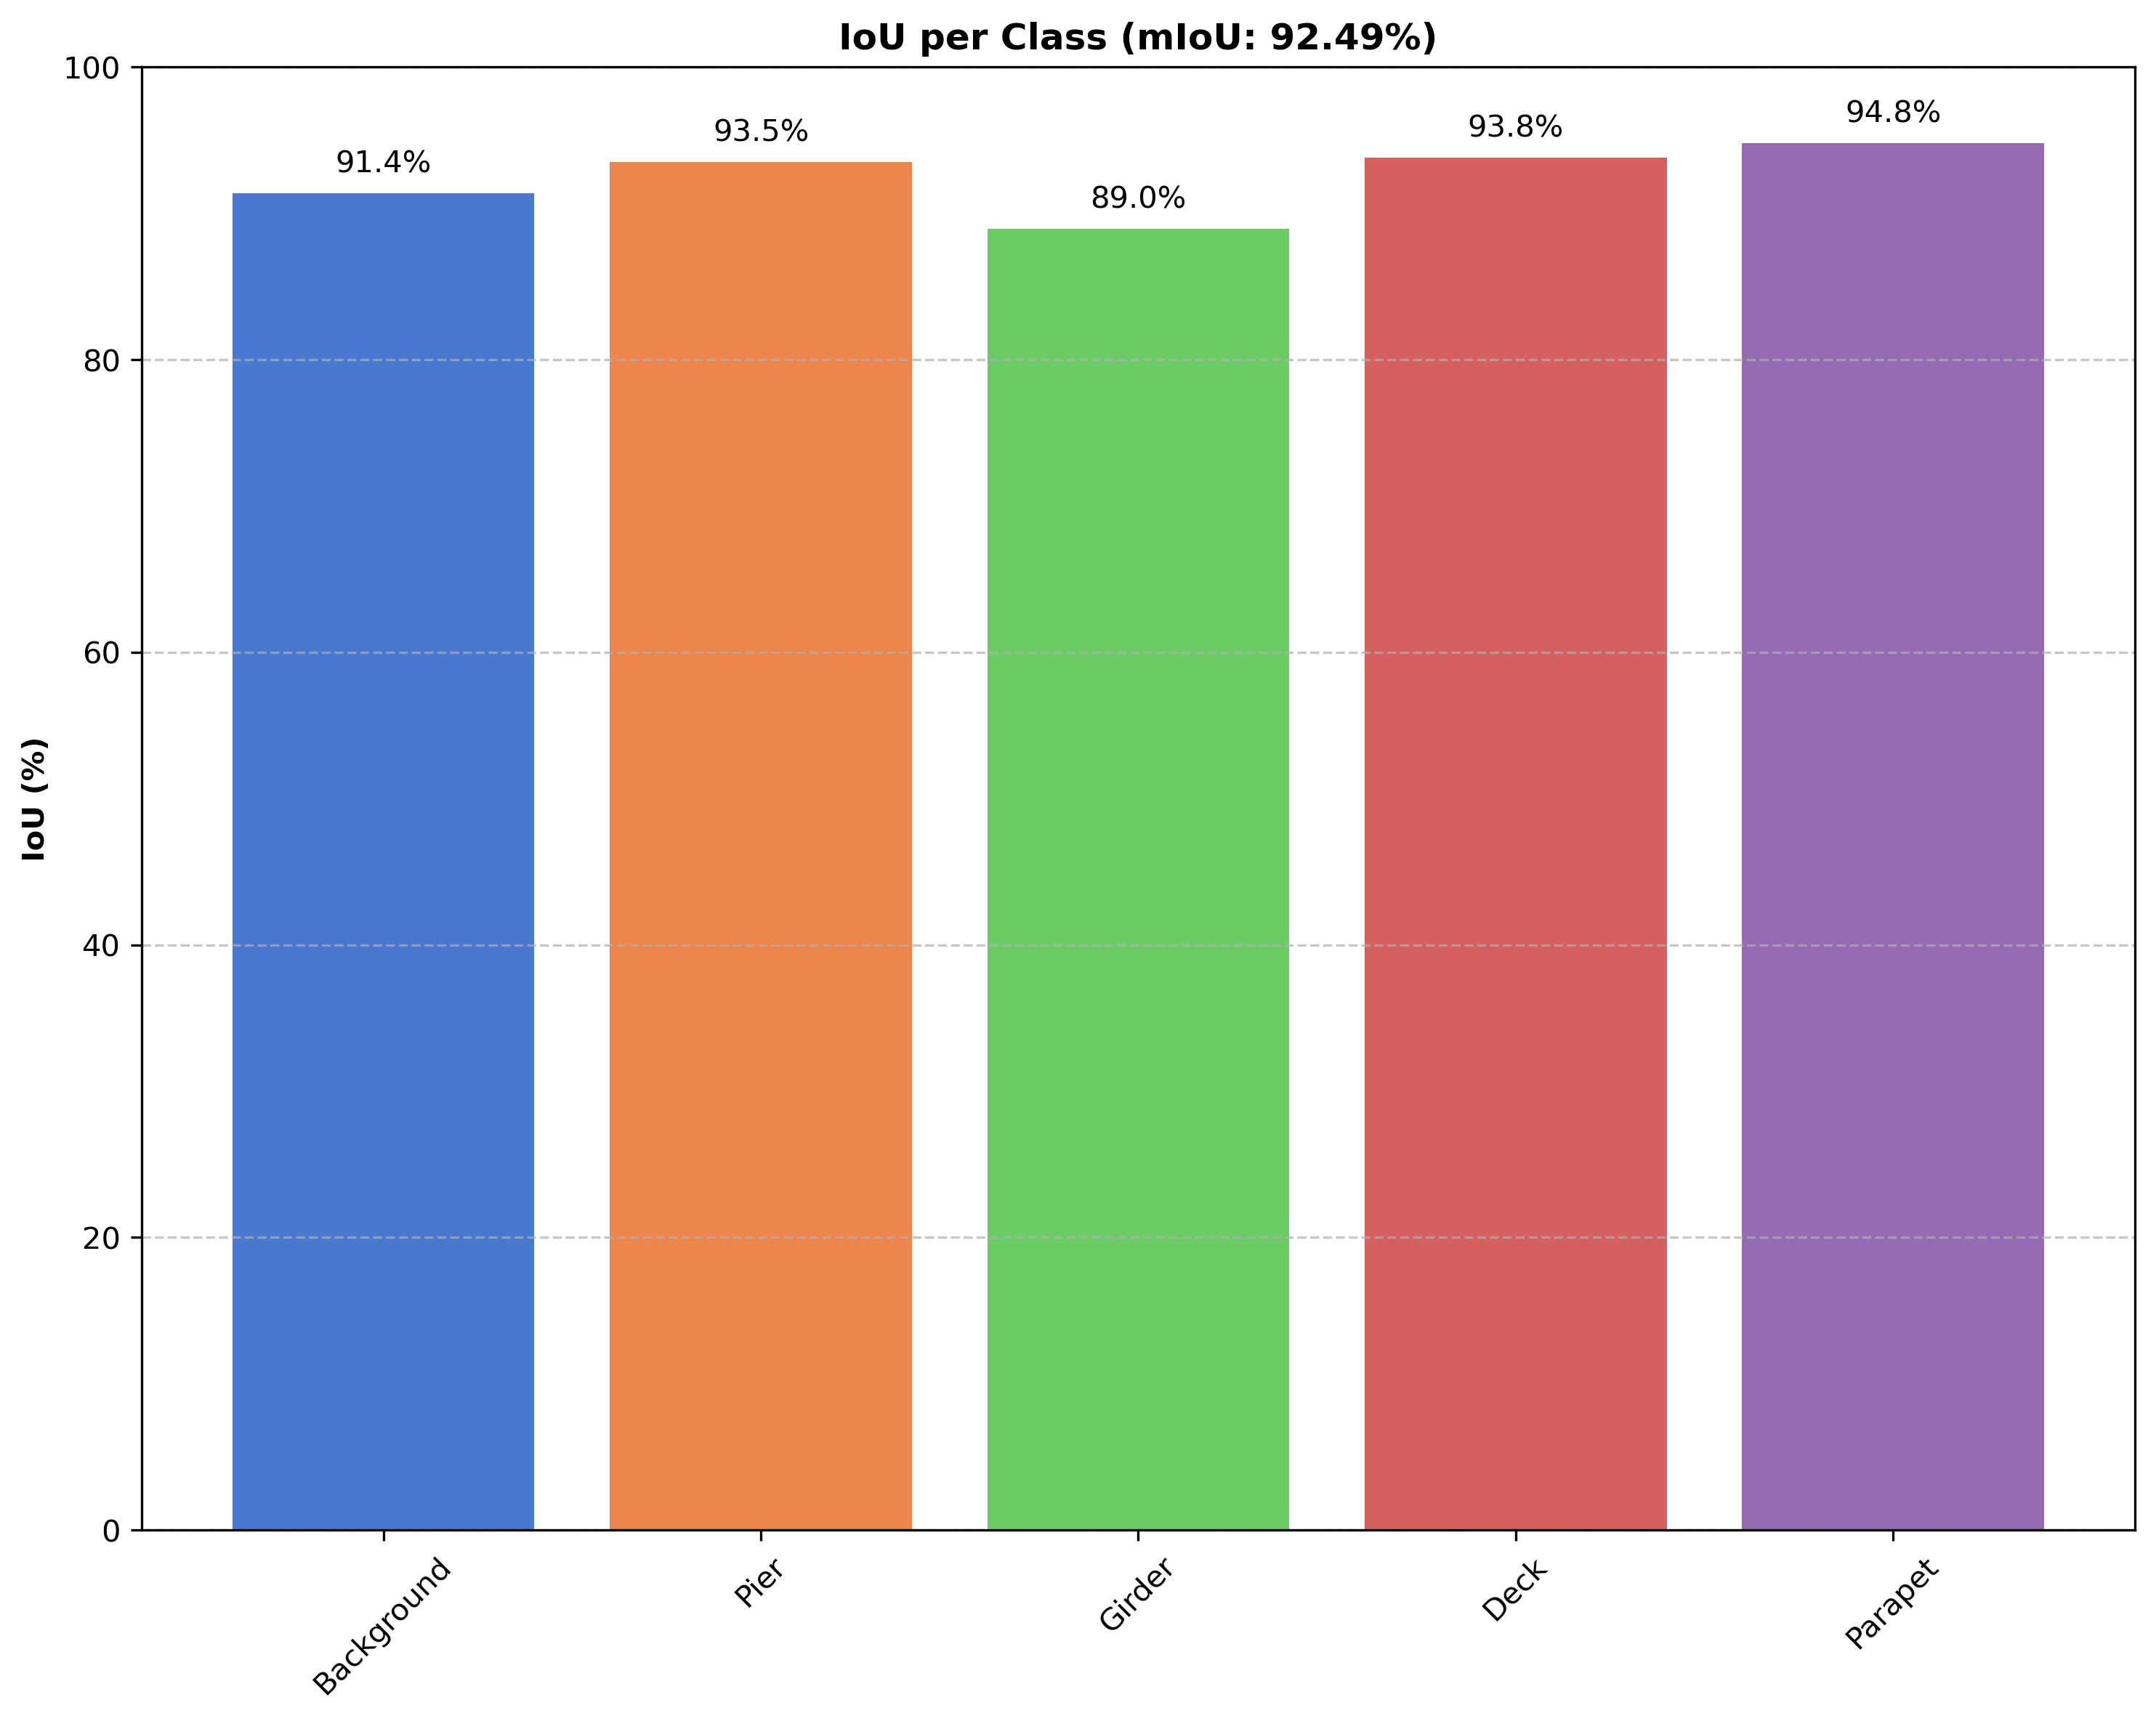 IoU per Class (mIoU: 92.49%)
IoU (%)
100
80
60
40
20
0
91.4%
93.5%
89.0%
93.8%
94.8%
Background
Pier
Girder
Deck
Parapet